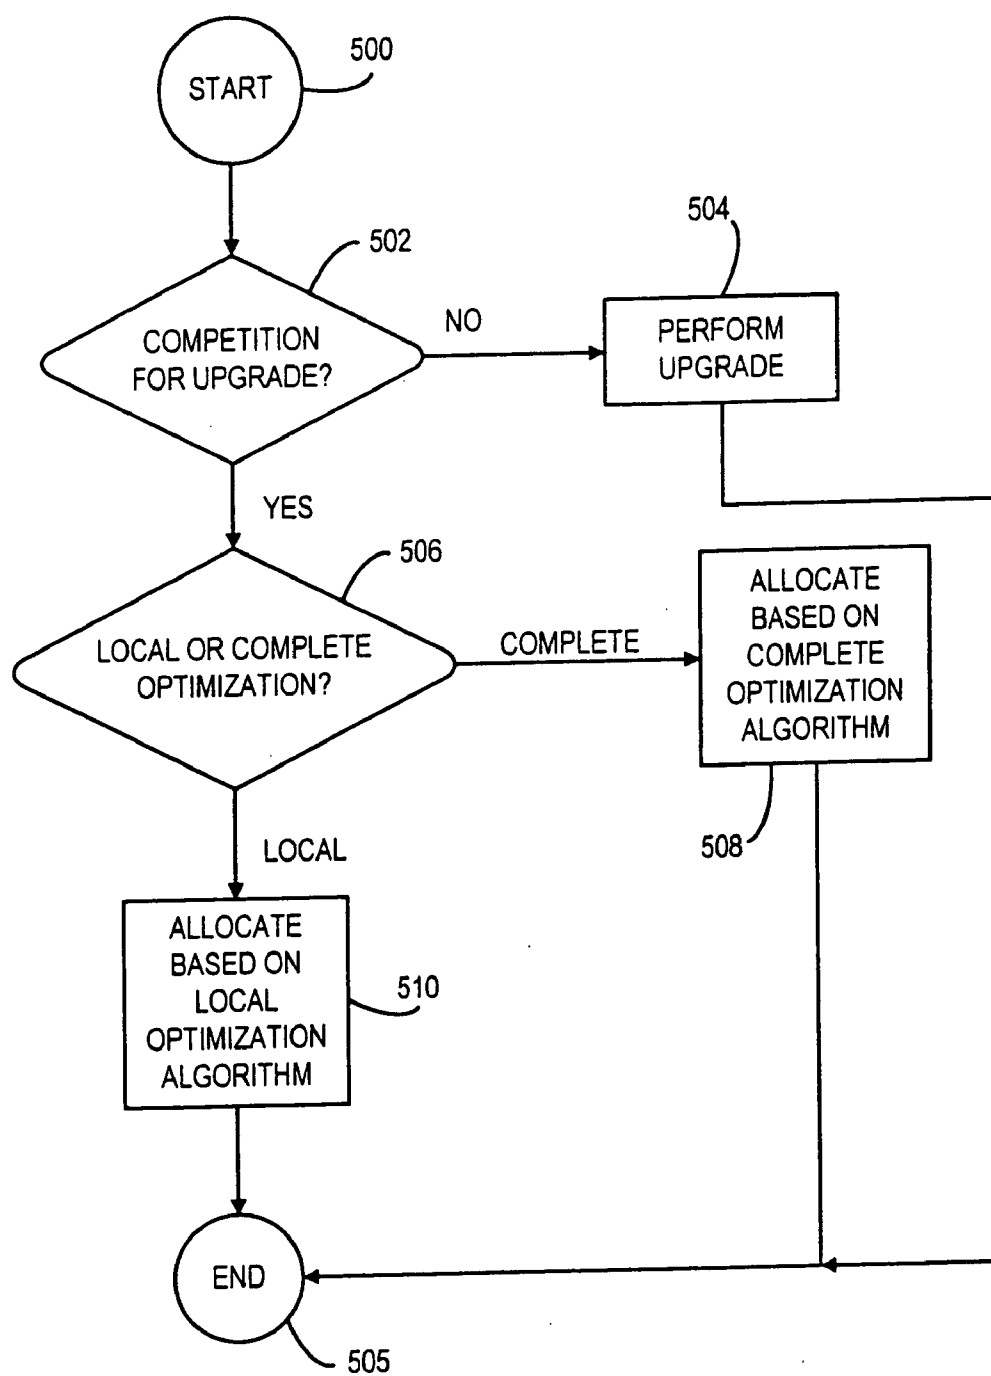 START
500
502
504
COMPETITION
FOR UPGRADE?
NO
PERFORM
UPGRADE
YES
506
LOCAL OR COMPLETE
OPTIMIZATION?
COMPLETE
ALLOCATE
BASED ON
COMPLETE
OPTIMIZATION
ALGORITHM
508
LOCAL
ALLOCATE
BASED ON
LOCAL
OPTIMIZATION
ALGORITHM
510
END
505